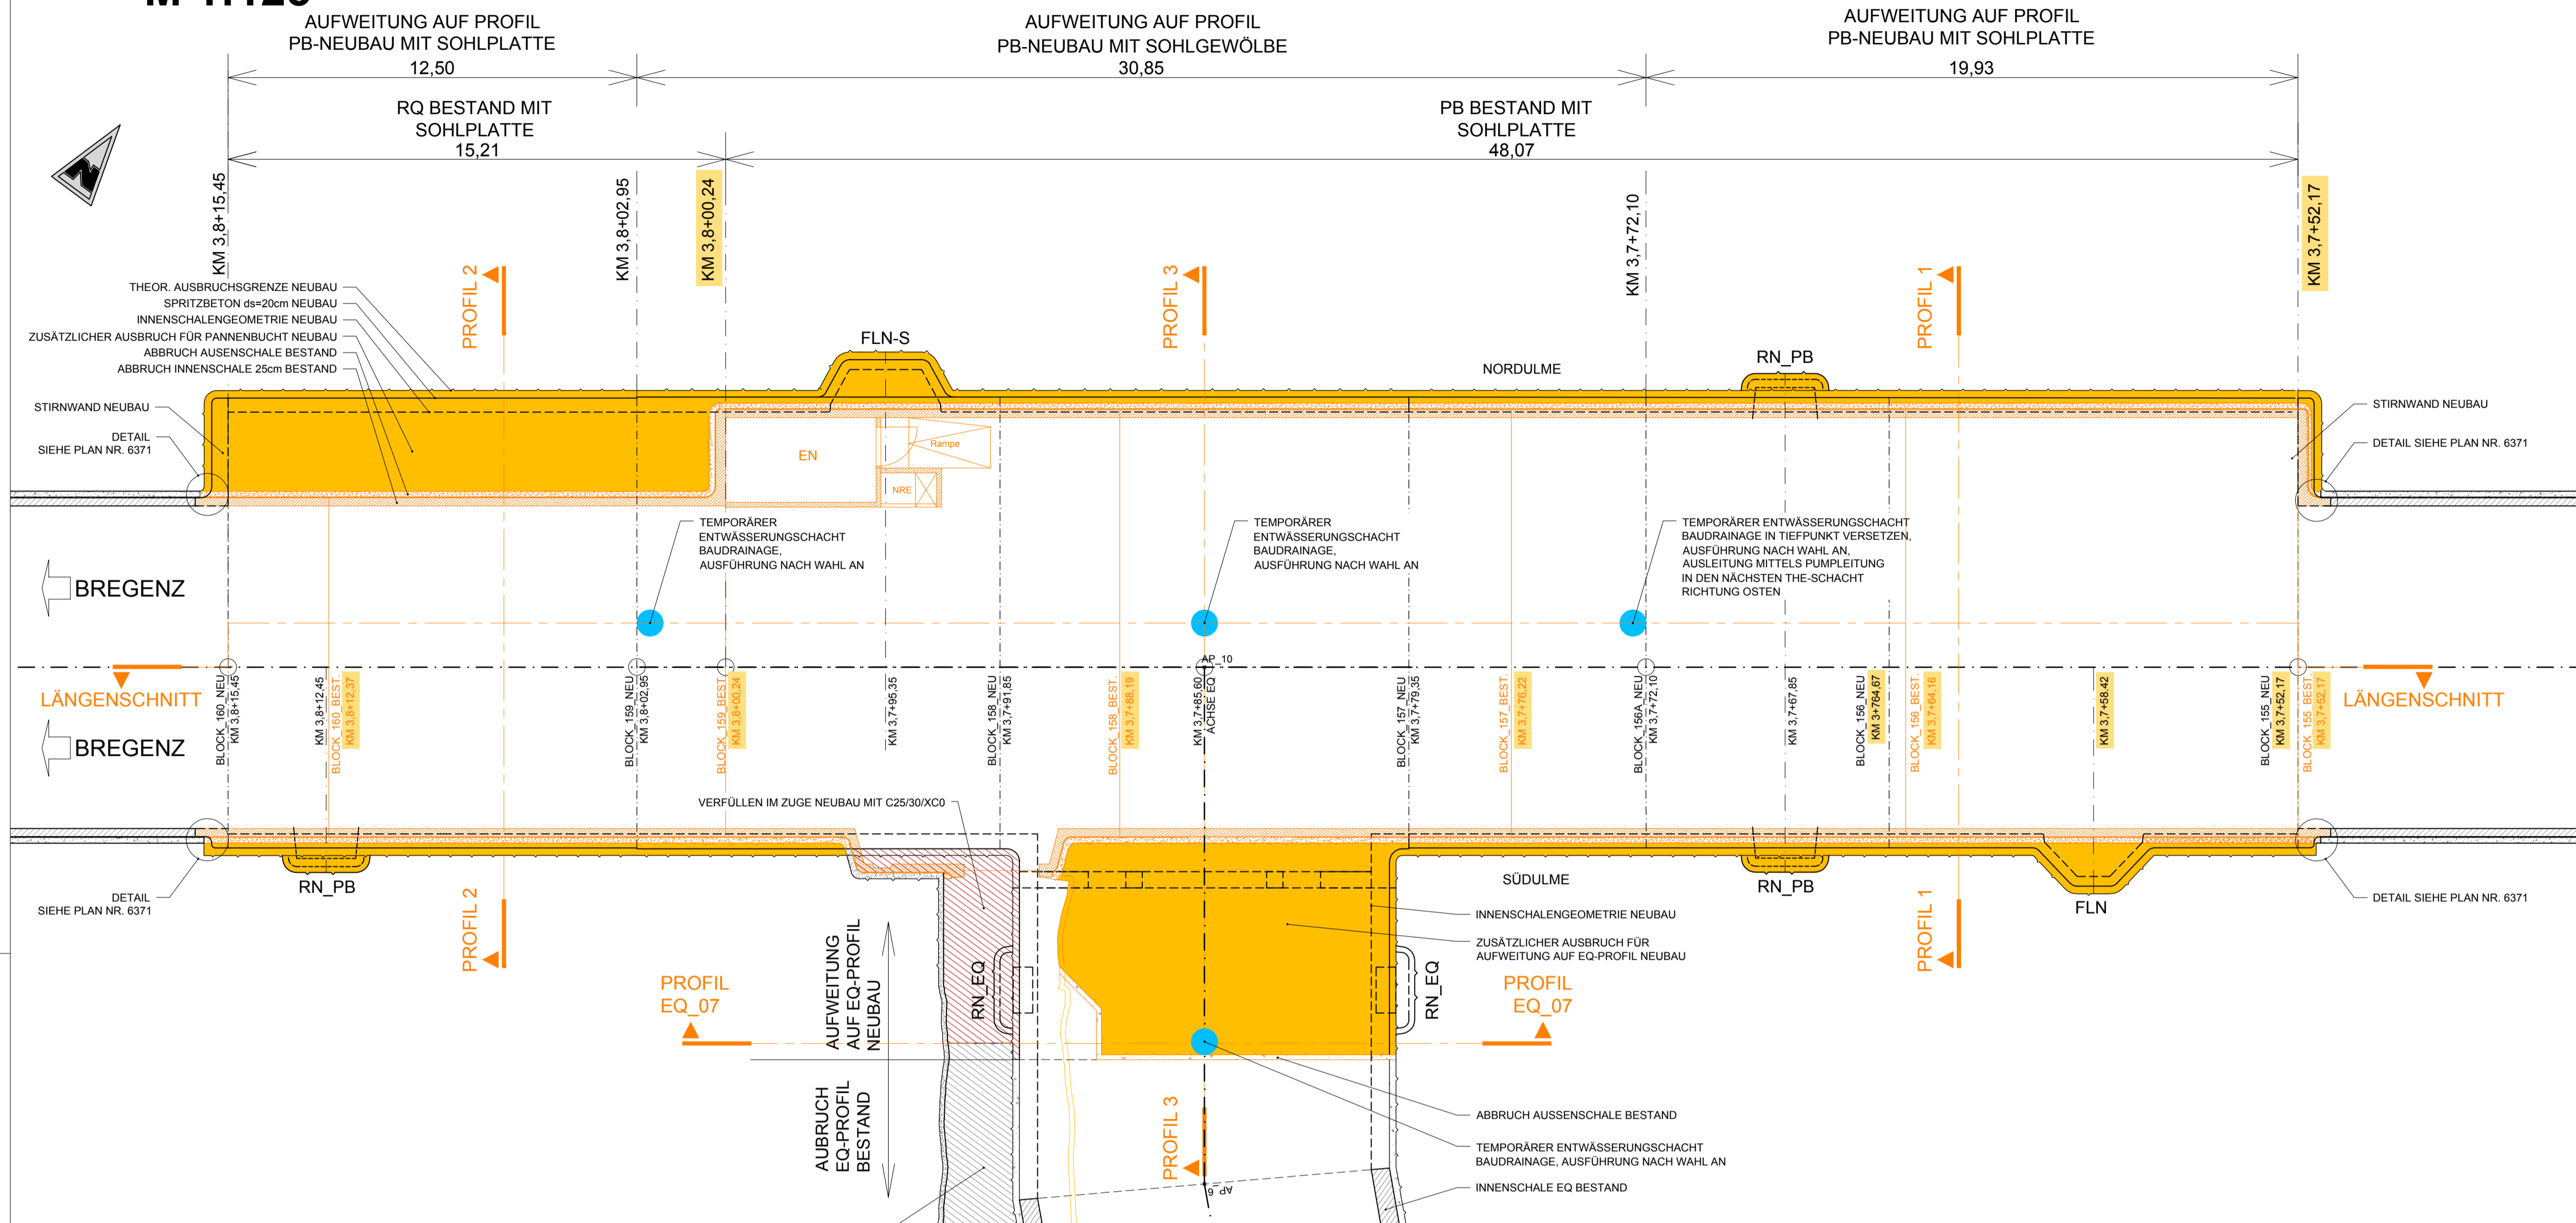 AUFWEITUNG AUF PROFIL
PB-NEUBAU MIT SOHLPLATTE
12,50
AUFWEITUNG AUF PROFIL
PB-NEUBAU MIT SOHLGEWÖLBE
30,85
AUFWEITUNG AUF PROFIL
PB-NEUBAU MIT SOHLPLATTE
19,93
RQ BESTAND MIT
SOHLPLATTE
15,21
PB BESTAND MIT
SOHLPLATTE
48,07
N
KM 3,8+15,45
KM 3,8+02,95
KM 3,8+00,24
KM 3,7+72,10
KM 3,7+52,17
PROFIL 2
PROFIL 3
PROFIL 1
THEOR. AUSBRUCHSGRENZE NEUBAU
SPRITZBETON ds=20cm NEUBAU
INNENSCHALENGEOMETRIE NEUBAU
ZUSÄTZLICHER AUSBRUCH FÜR PANNENBUCHT NEUBAU
ABBRUCH AUSENSCHALE BESTAND
ABBRUCH INNENSCHALE 25cm BESTAND
STIRNWAND NEUBAU
DETAIL
SIEHE PLAN NR. 6371
FLN-S
NORDULME
RN_PB
STIRNWAND NEUBAU
DETAIL SIEHE PLAN NR. 6371
EN
Rampe
NRE
TEMPORÄRER
ENTWÄSSERUNGSCHACHT
BAUDRAINAGE,
AUSFÜHRUNG NACH WAHL AN
TEMPORÄRER
ENTWÄSSERUNGSCHACHT
BAUDRAINAGE,
AUSFÜHRUNG NACH WAHL AN
TEMPORÄRER ENTWÄSSERUNGSCHACHT
BAUDRAINAGE IN TIEFPUNKT VERSETZEN,
AUSFÜHRUNG NACH WAHL AN,
AUSLEITUNG MITTELS PUMPLEITUNG
IN DEN NÄCHSTEN THE-SCHACHT
RICHTUNG OSTEN
BREGENZ
LÄNGENSCHNITT
BREGENZ
AP_10
LÄNGENSCHNITT
BLOCK_160_NEU
KM 3,8+15,45
KM 3,8+12,45
BLOCK_160_BEST.
KM 3,8+12,37
BLOCK_159_NEU
KM 3,8+02,95
BLOCK_159_BEST.
KM 3,8+00,24
KM 3,7+95,35
BLOCK_158_NEU
KM 3,7+91,85
BLOCK_158_BEST.
KM 3,7+88,19
KM 3,7+85,60
ACHSE EQ
BLOCK_157_NEU
KM 3,7+79,35
BLOCK_157_BEST.
KM 3,7+76,22
BLOCK_156A_NEU
KM 3,7+72,10
KM 3,7+67,85
BLOCK_156_NEU
KM 3+764,67
BLOCK_156_BEST.
KM 3,7+64,16
KM 3,7+58.42
BLOCK_155_NEU
KM 3,7+52,17
BLOCK_155_BEST.
KM 3,7+52,17
VERFÜLLEN IM ZUGE NEUBAU MIT C25/30/XC0
RN_PB
DETAIL
SIEHE PLAN NR. 6371
PROFIL 2
SÜDULME
RN_PB
PROFIL 1
FLN
DETAIL SIEHE PLAN NR. 6371
INNENSCHALENGEOMETRIE NEUBAU
ZUSÄTZLICHER AUSBRUCH FÜR
AUFWEITUNG AUF EQ-PROFIL NEUBAU
AUFWEITUNG
AUF EQ-PROFIL
NEUBAU
RN_EQ
RN_EQ
PROFIL
EQ_07
PROFIL
EQ_07
AUBRUCH
EQ-PROFIL
BESTAND
PROFIL 3
ABBRUCH AUSSENSCHALE BESTAND
TEMPORÄRER ENTWÄSSERUNGSCHACHT
BAUDRAINAGE, AUSFÜHRUNG NACH WAHL AN
INNENSCHALE EQ BESTAND
AP_6